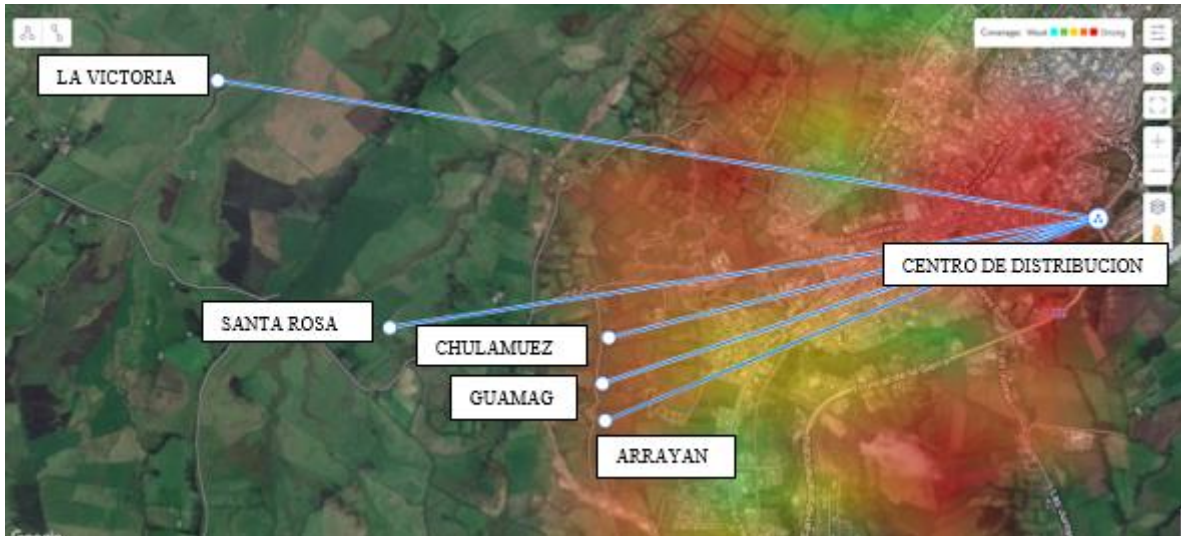 Coverage: Weak Strong
LA VICTORIA
CENTRO DE DISTRIBUCION
SANTA ROSA
CHULAMUEZ
GUAMAG
ARRAYAN